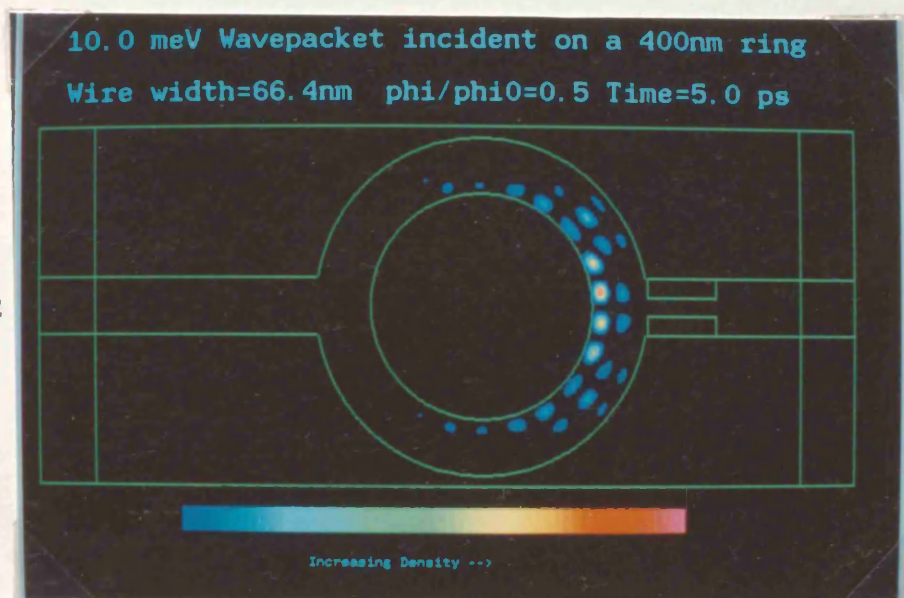 10.0 meV Wavepacket incident on a 400nm ring
Wire width=66.4nm phi/phi0=0.5 Time=5.0 ps
Increasing Density -->